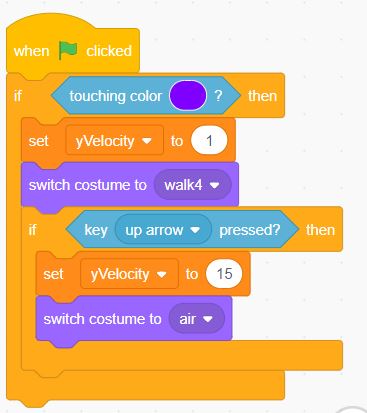 when clicked
if touching color ? then
set yVelocity to 1
switch costume to walk4
if key up arrow pressed? then
set yVelocity to 15
switch costume to air